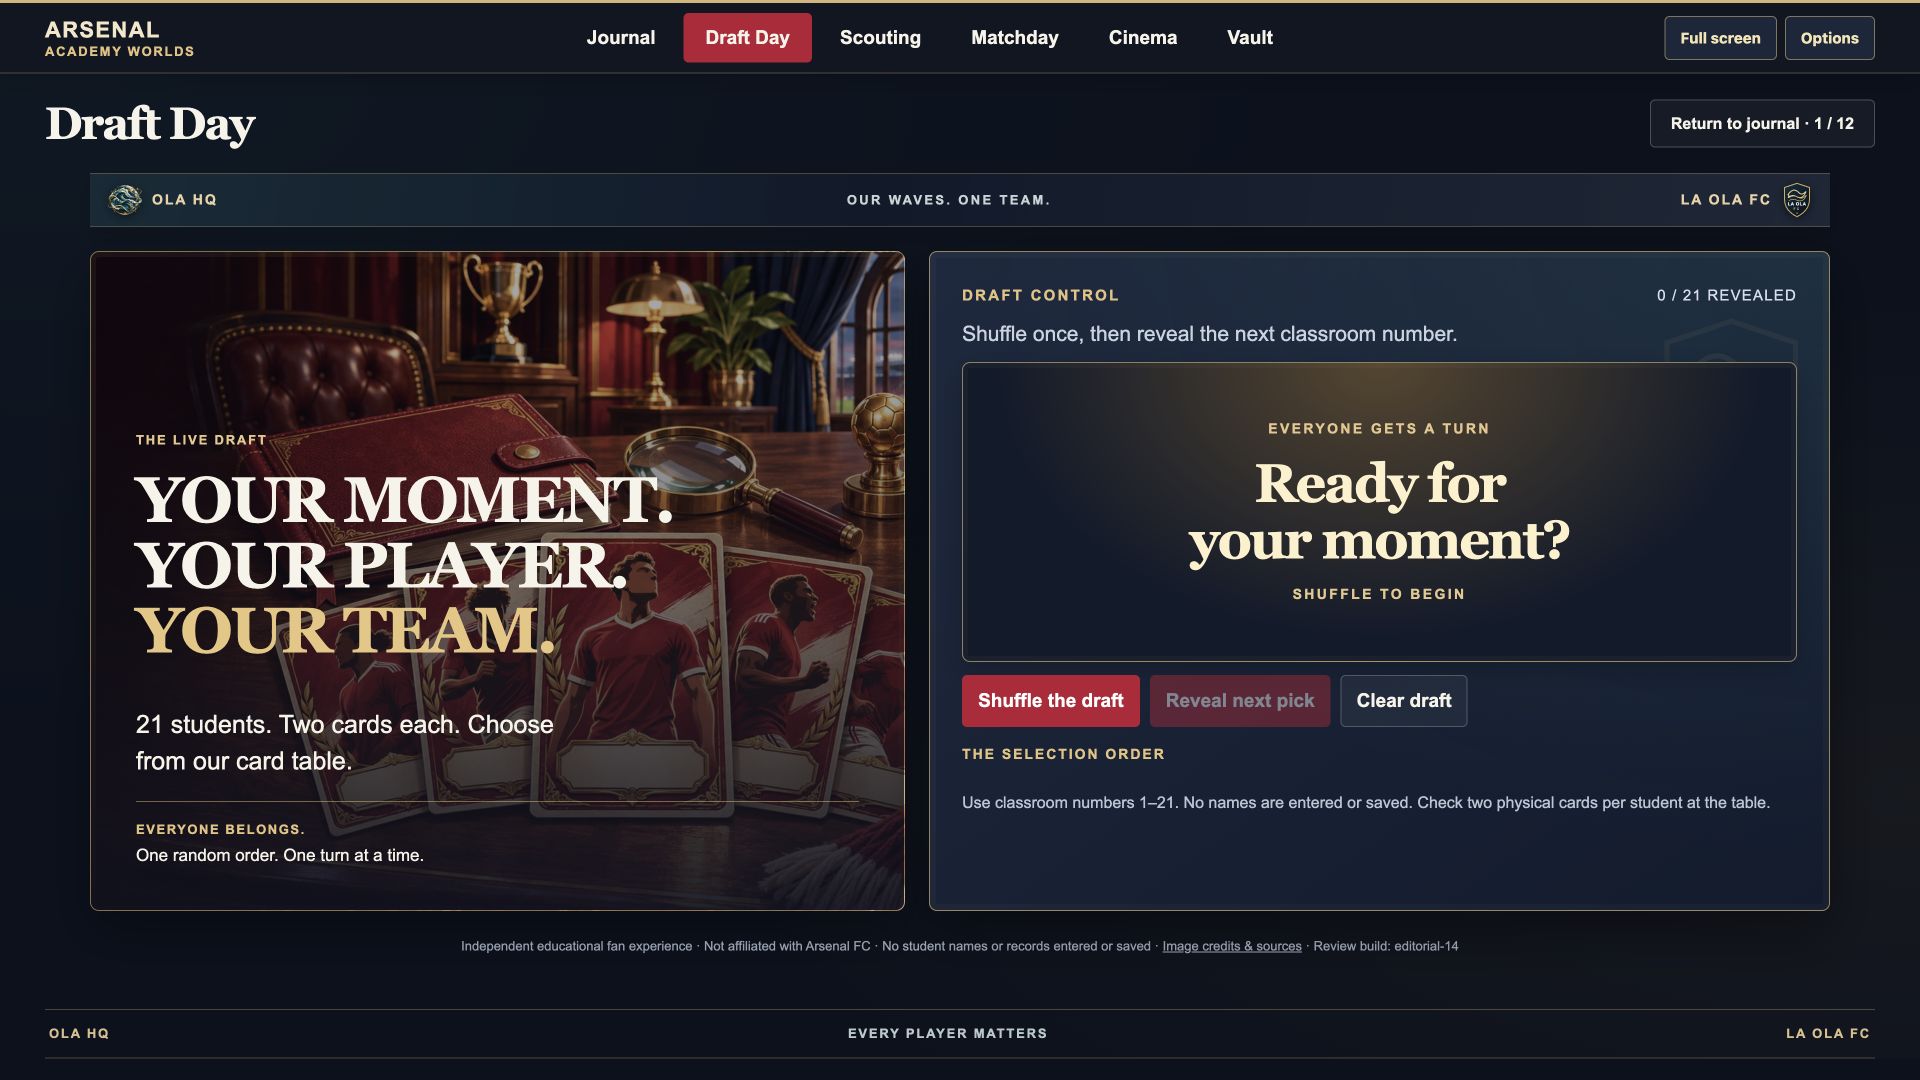 ARSENAL
ACADEMY WORLDS
Journal
Draft Day
Scouting
Matchday
Cinema
Vault
Full screen
Options
Draft Day
Return to journal · 1 / 12
OLA HQ
OUR WAVES. ONE TEAM.
LA OLA FC
LA OLA
THE LIVE DRAFT
YOUR MOMENT.
YOUR PLAYER.
YOUR TEAM.
21 students. Two cards each. Choose
from our card table.
EVERYONE BELONGS.
One random order. One turn at a time.
DRAFT CONTROL
0 / 21 REVEALED
Shuffle once, then reveal the next classroom number.
EVERYONE GETS A TURN
Ready for
your moment?
SHUFFLE TO BEGIN
Shuffle the draft
Reveal next pick
Clear draft
THE SELECTION ORDER
Use classroom numbers 1–21. No names are entered or saved. Check two physical cards per student at the table.
Independent educational fan experience · Not affiliated with Arsenal FC · No student names or records entered or saved · Image credits & sources · Review build: editorial-14
OLA HQ
EVERY PLAYER MATTERS
LA OLA FC